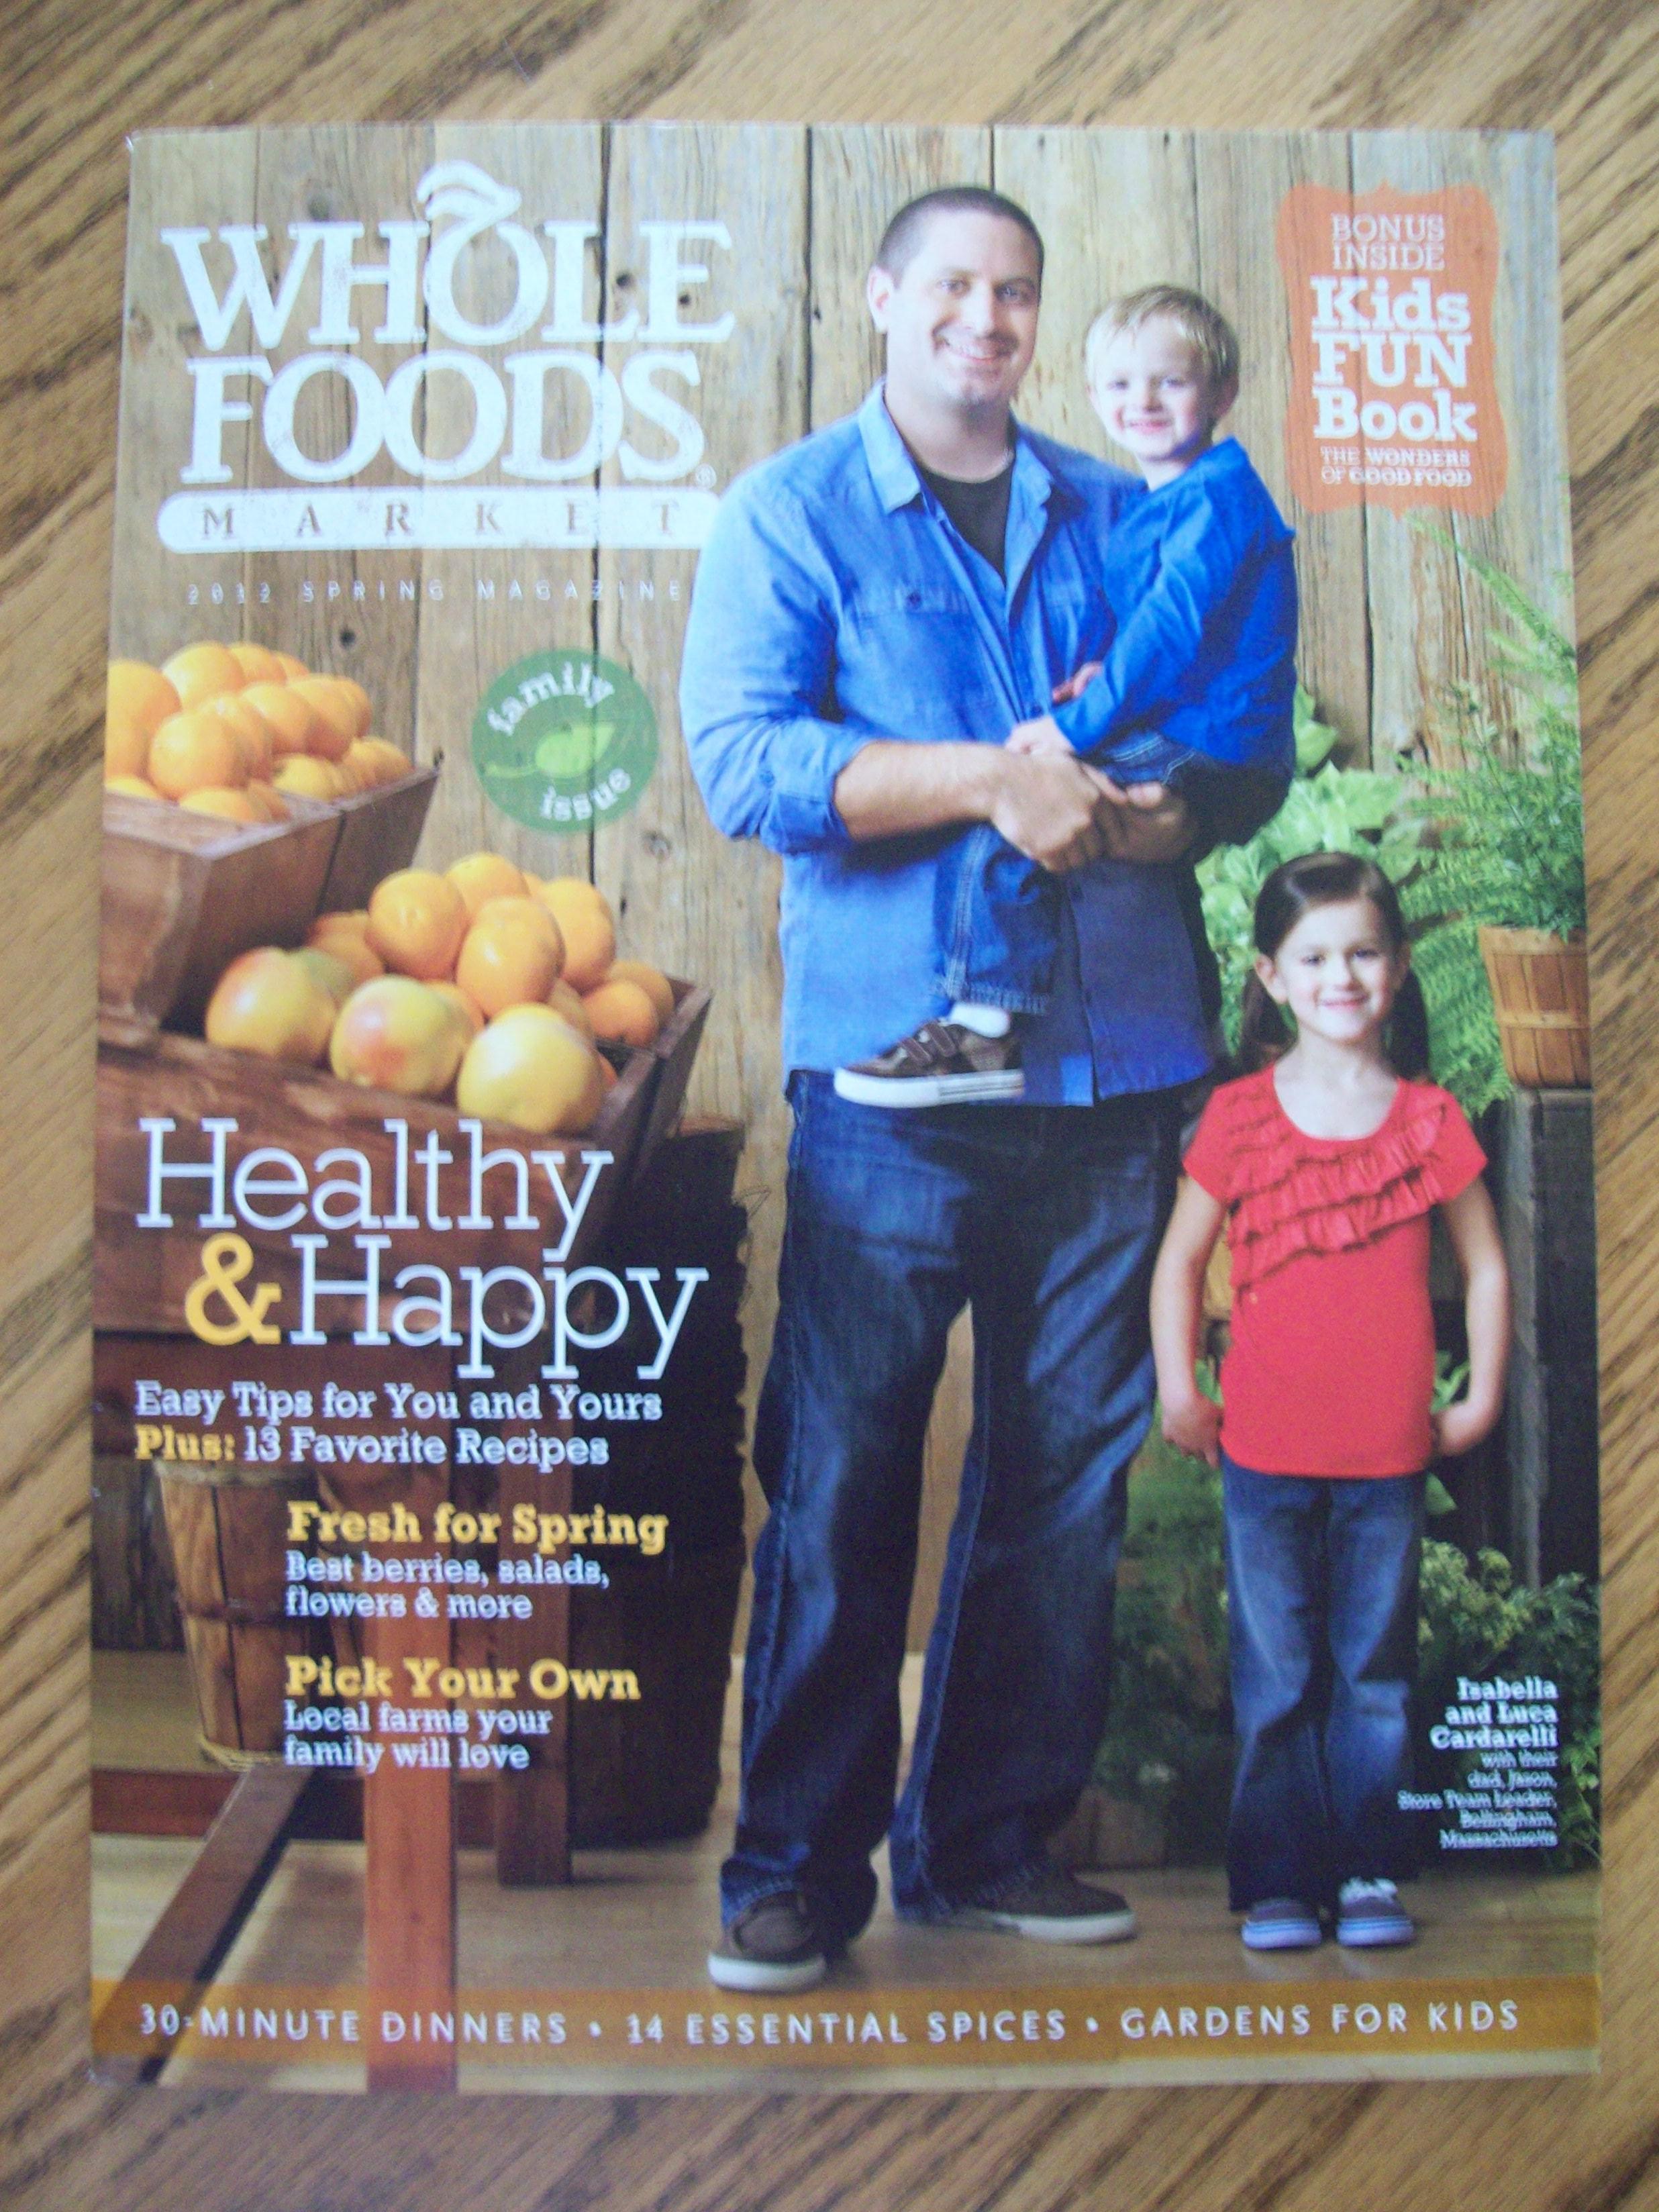 WHOLE
FOODS®
MARKET
2012 SPRING MAGAZINE
BONUS
INSIDE
Kids
FUN
Book
THE WONDERS
OF GOOD FOOD
family
issue
Healthy
&Happy
Easy Tips for You and Yours
Plus: 13 Favorite Recipes
Fresh for Spring
Best berries, salads,
flowers & more
Pick Your Own
Local farms your
family will love
Isabella
and Luca
Cardarelli
with their
dad, Jason,
Store Team Leader,
Bellingham,
Massachusetts
30-MINUTE DINNERS • 14 ESSENTIAL SPICES • GARDENS FOR KIDS